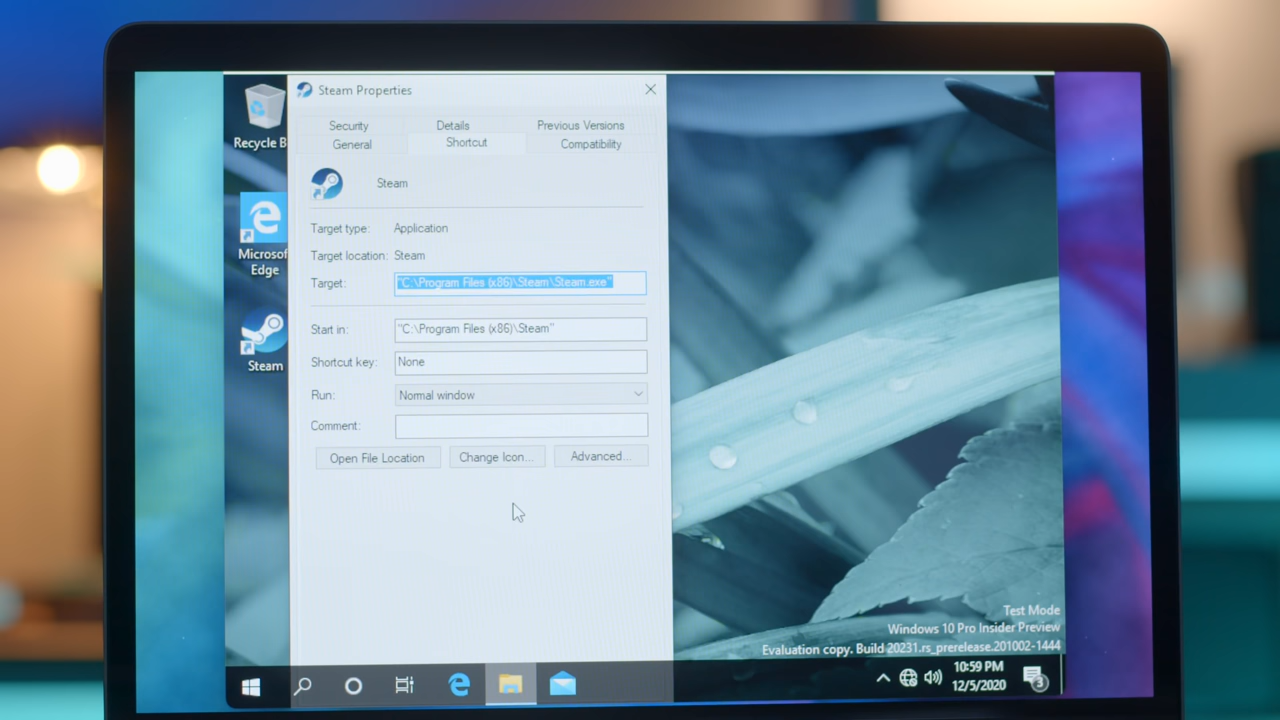 Recycle B
Microsof
Edge
Steam
Steam Properties
Security
Details
Previous Versions
General
Shortcut
Compatibility
Steam
Target type:
Application
Target location:
Steam
Target:
"C:\Program Files (x86)\Steam\Steam.exe"
Start in:
"C:\Program Files (x86)\Steam"
Shortcut key:
None
Run:
Normal window
Comment:
Open File Location
Change Icon...
Advanced...
Test Mode
Windows 10 Pro Insider Preview
Evaluation copy. Build 20231.rs_prerelease.201002-1444
10:59 PM
12/5/2020
3